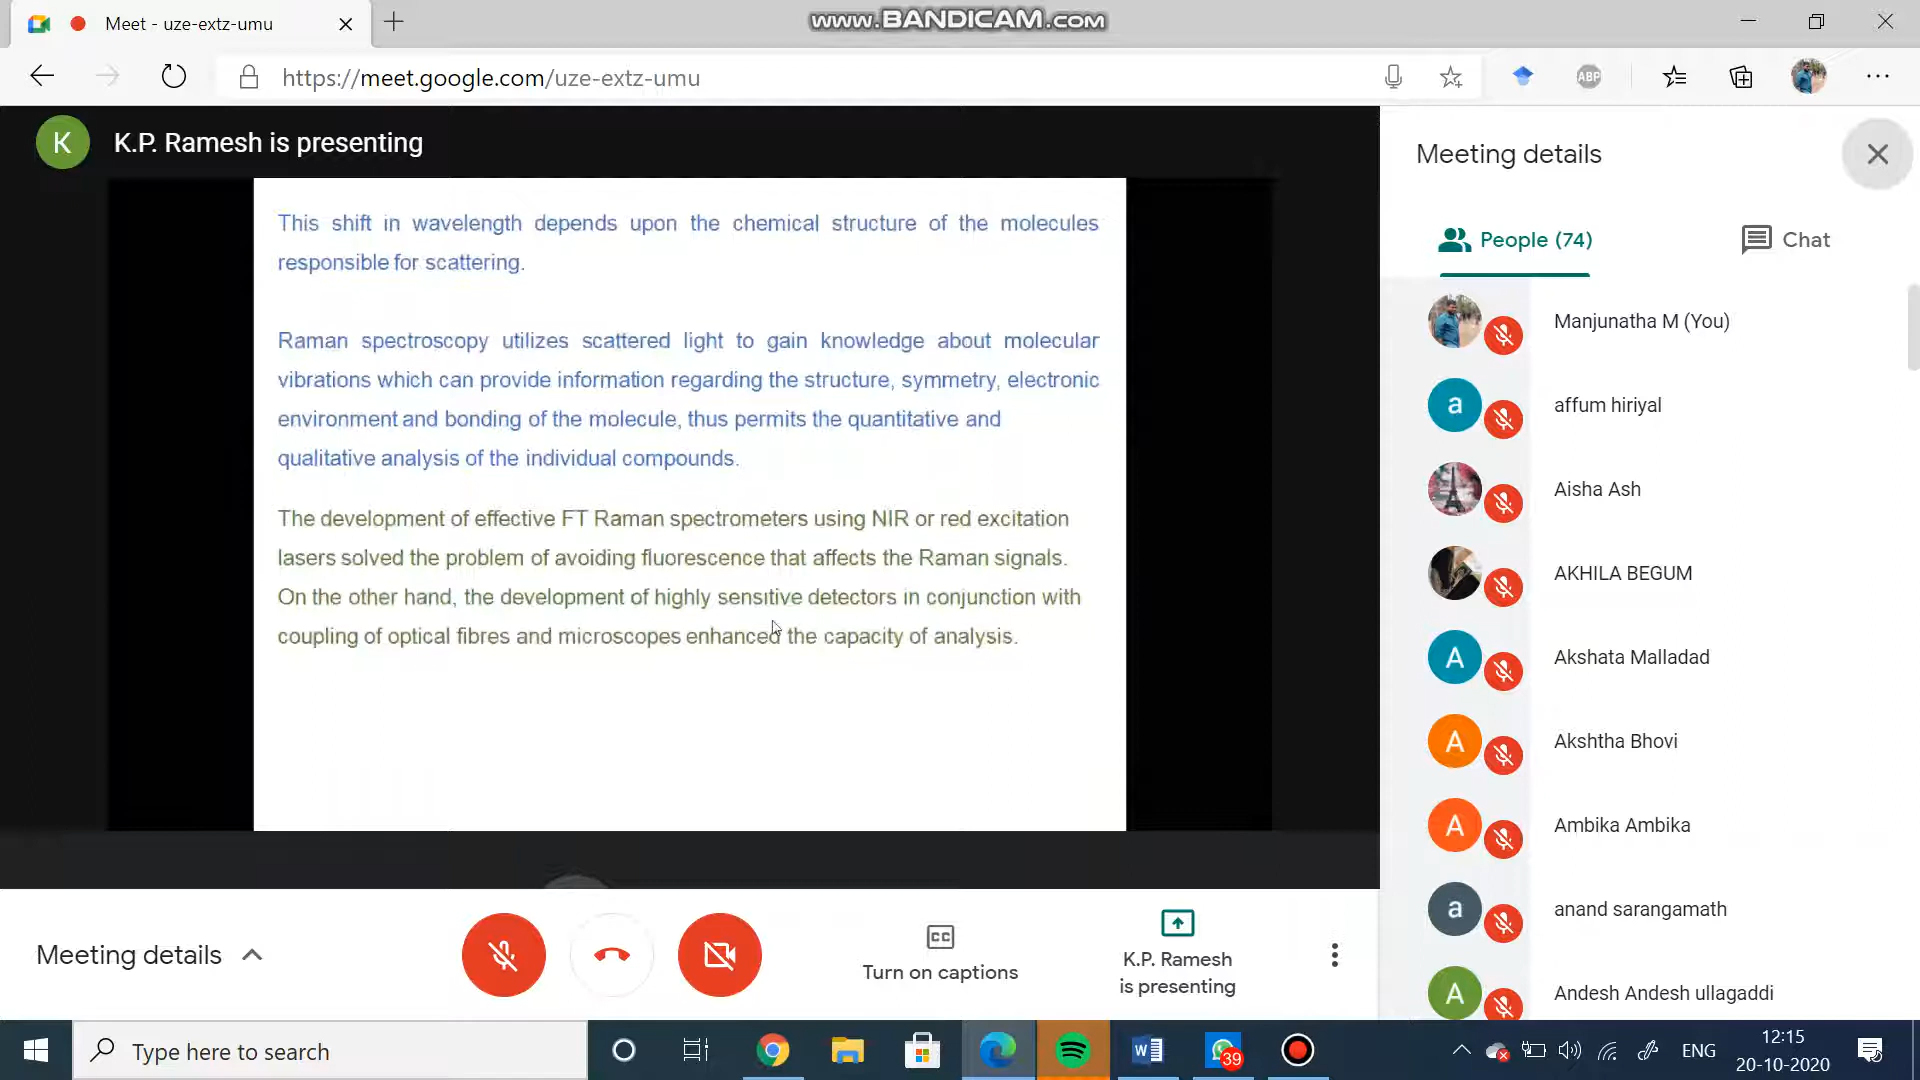 Meet - uze-extz-umu
www.BANDICAM.com
https://meet.google.com/uze-extz-umu
ABP
K
K.P. Ramesh is presenting
This shift in wavelength depends upon the chemical structure of the molecules
responsible for scattering.
Raman spectroscopy utilizes scattered light to gain knowledge about molecular
vibrations which can provide information regarding the structure, symmetry, electronic
environment and bonding of the molecule, thus permits the quantitative and
qualitative analysis of the individual compounds.
The development of effective FT Raman spectrometers using NIR or red excitation
lasers solved the problem of avoiding fluorescence that affects the Raman signals.
On the other hand, the development of highly sensitive detectors in conjunction with
coupling of optical fibres and microscopes enhanced the capacity of analysis.
Meeting details
People (74)
Chat
Manjunatha M (You)
a
affum hiriyal
Aisha Ash
AKHILA BEGUM
A
Akshata Malladad
A
Akshtha Bhovi
A
Ambika Ambika
a
anand sarangamath
A
Andesh Andesh ullagaddi
Meeting details
CC
Turn on captions
K.P. Ramesh
is presenting
Type here to search
W
39
ENG
12:15
20-10-2020